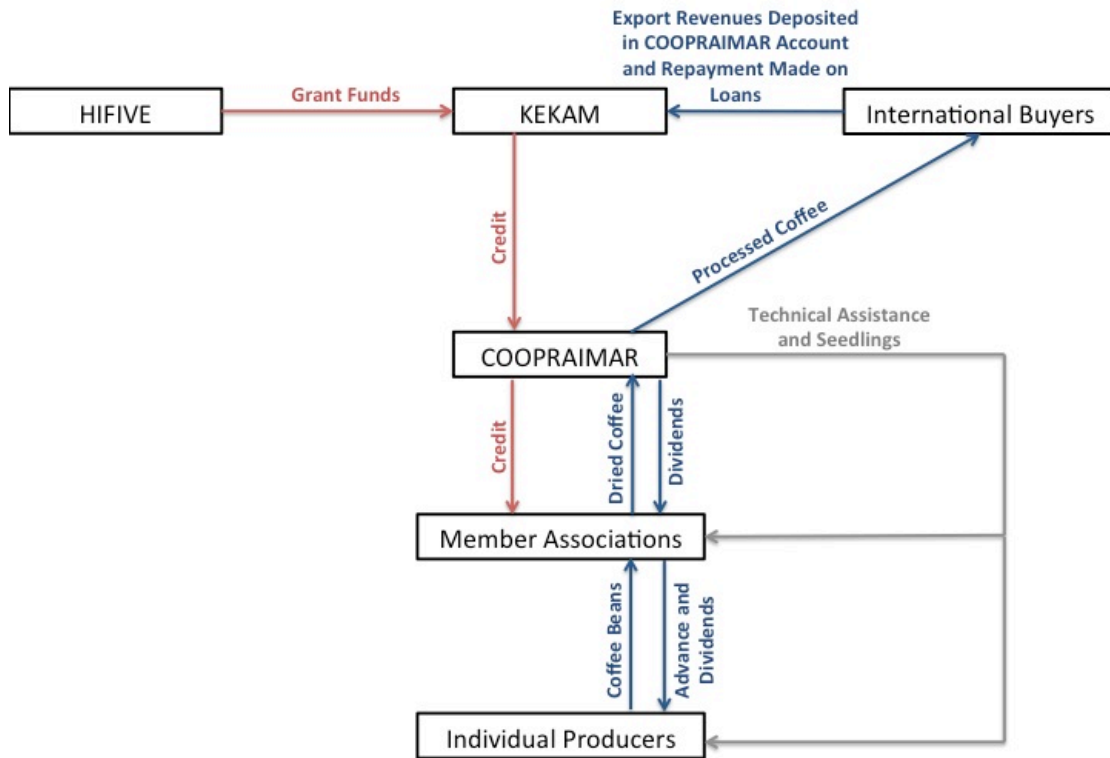 Export Revenues Deposited
in COOPRAIMAR Account
and Repayment Made on
Loans
HIFIVE
Grant Funds
KEKAM
International Buyers
Credit
Processed Coffee
Technical Assistance
and Seedlings
COOPRAIMAR
Credit
Dried Coffee
Dividends
Member Associations
Coffee Beans
Advance and
Dividends
Individual Producers